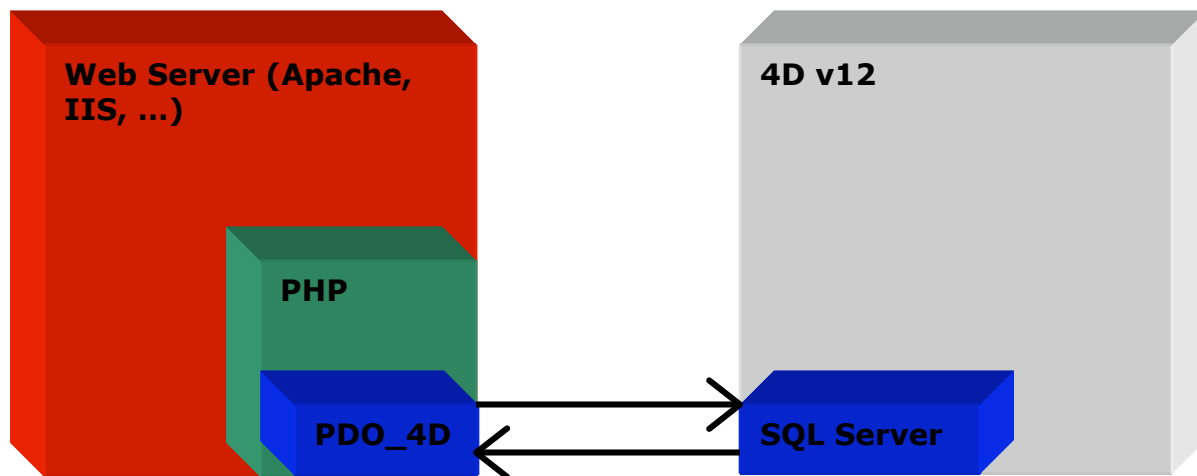 Web Server (Apache,
IIS, ...)
4D v12
PHP
PDO_4D
SQL Server